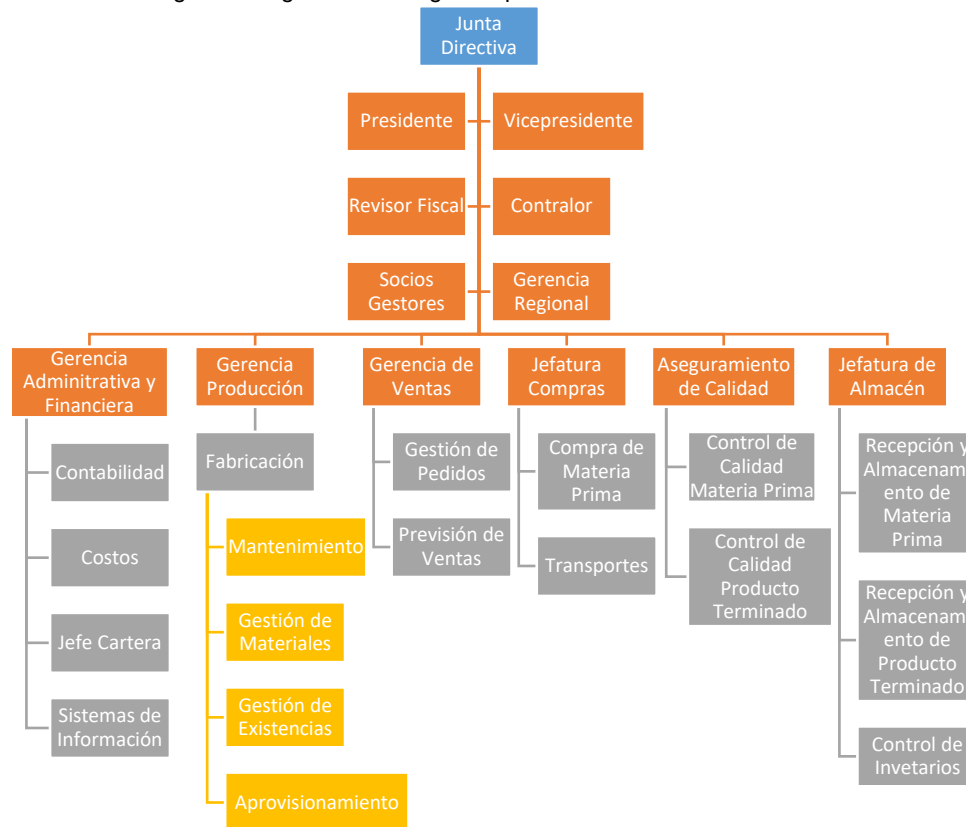 Junta
Directiva
Presidente
Vicepresidente
Revisor Fiscal
Contralor
Socios
Gestores
Gerencia
Regional
Gerencia
Adminitrativa y
Financiera
Gerencia
Producción
Gerencia de
Ventas
Jefatura
Compras
Aseguramiento
de Calidad
Jefatura de
Almacén
Contabilidad
Costos
Jefe Cartera
Sistemas de
Información
Fabricación
Mantenimiento
Gestión de
Materiales
Gestión de
Existencias
Aprovisionamiento
Gestión de
Pedidos
Previsión de
Ventas
Compra de
Materia
Prima
Transportes
Control de
Calidad
Materia Prima
Control de
Calidad
Producto
Terminado
Recepción y
Almacenam
ento de
Materia
Prima
Recepción y
Almacenam
ento de
Producto
Terminado
Control de
Invetarios